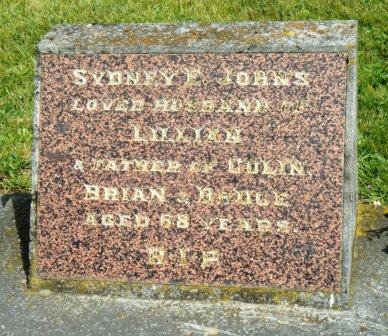 SYDNEY F. JOHNS
LOVED HUSBAND OF
LILLIAN
& FATHER OF COLIN,
BRIAN & BRUCE
AGED 68 YEARS.
R.I.P.